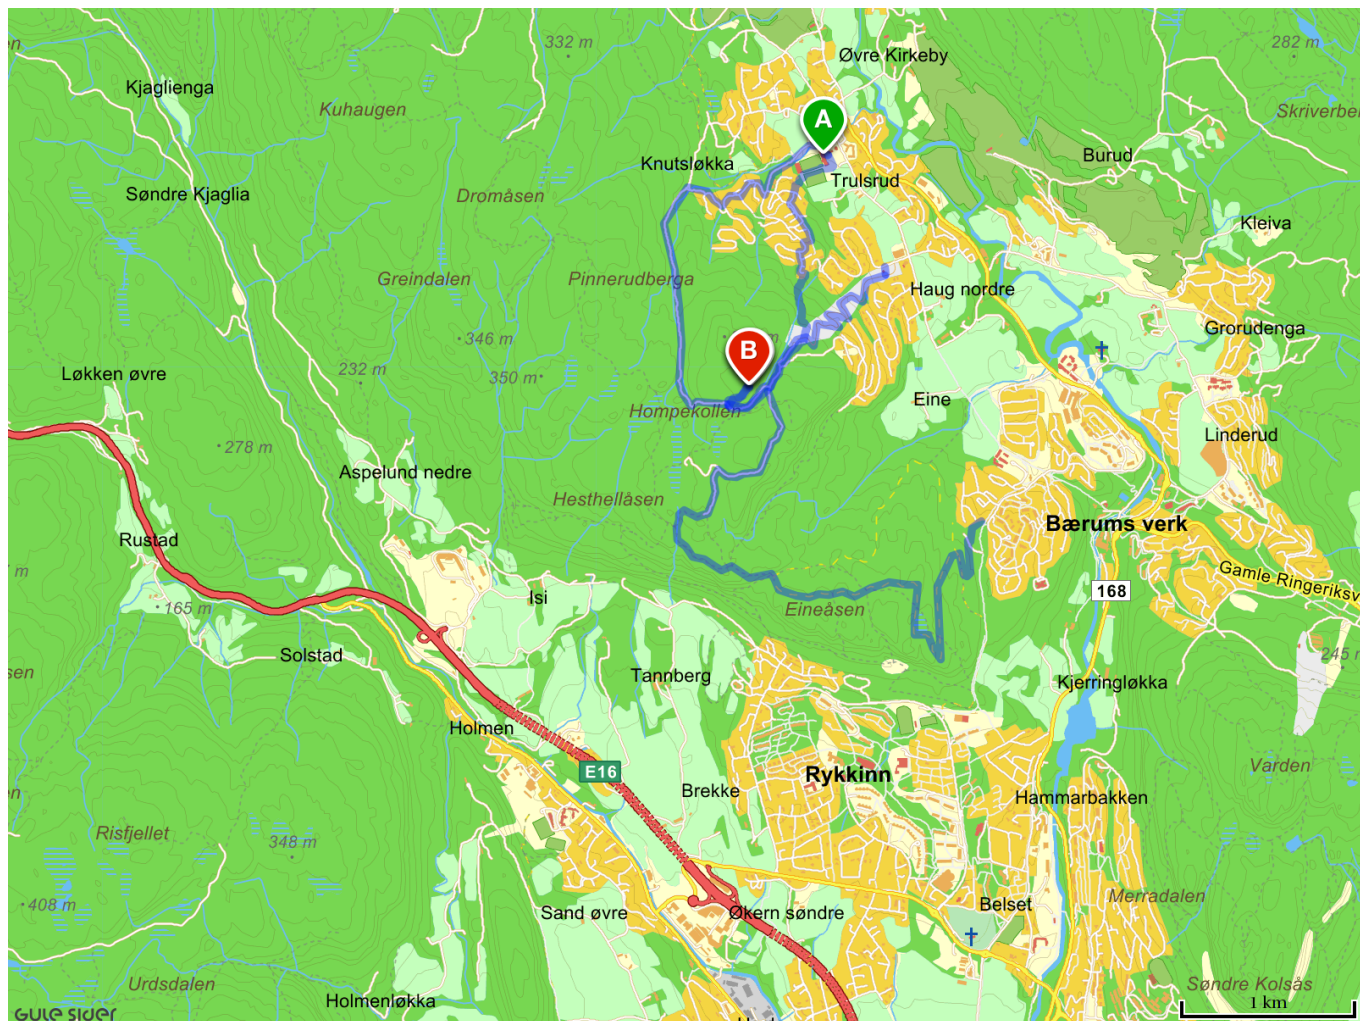 332 m
Øvre Kirkeby
282 m
Kjaglienga
Kuhaugen
Skriverber
A
Knutsløkka
Burud
Trulsrud
Søndre Kjaglia
Dromåsen
Kleiva
Greindalen
Pinnerudberga
Haug nordre
346 m
Grorudenga
B
Løkken øvre
232 m
350 m
Hompekollen
Eine
278 m
Linderud
Aspelund nedre
Hesthellåsen
Bærums verk
Rustad
Gamle Ringeriksv
168
Isi
165 m
Eineåsen
Solstad
245 m
Tannberg
Kjerringløkka
Holmen
E16
Rykkinn
Varden
Brekke
Hammarbakken
Risfjellet
348 m
408 m
Merradalen
Sand øvre
Økern søndre
Belset
Urdsdalen
Holmenløkka
Søndre Kolsås
1 km
GULE SIDER